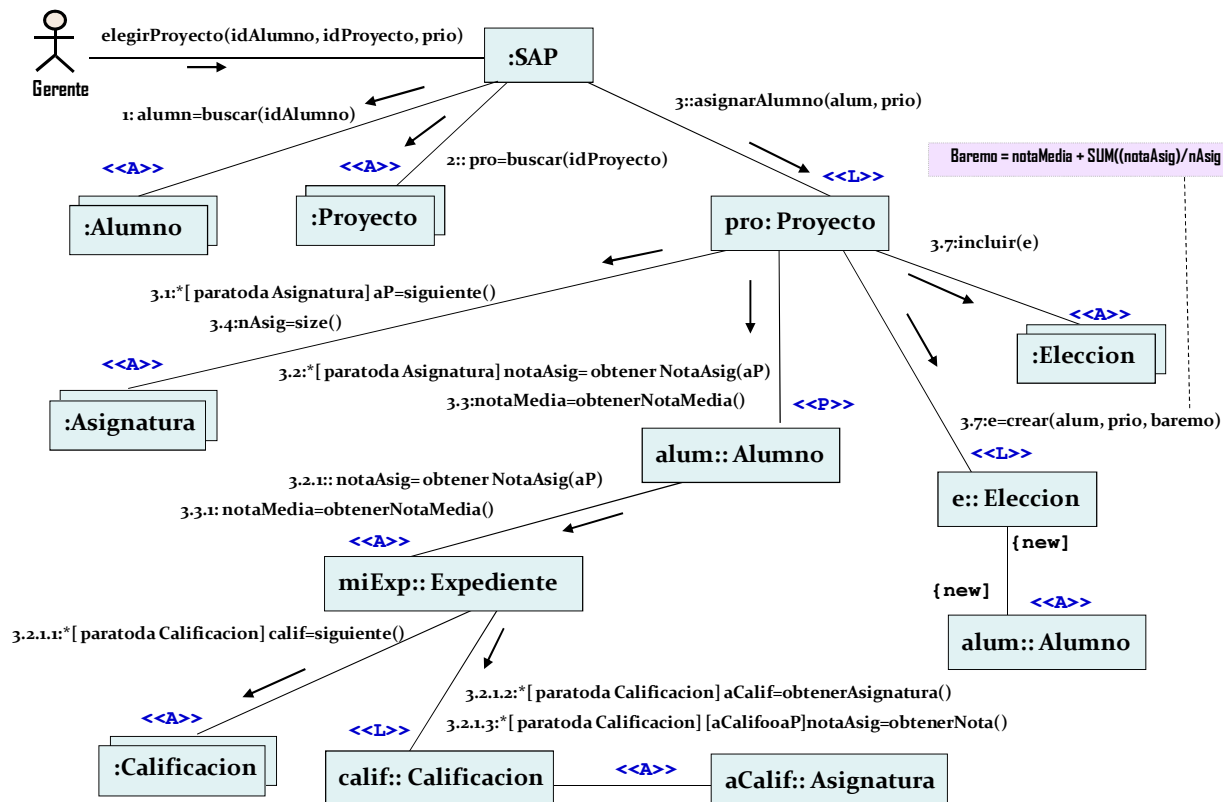 elegirProyecto(idAlumno, idProyecto, prio)
:SAP
Gerente
1: alumn=buscar(idAlumno)
3::asignarAlumno(alum, prio)
Baremo = notaMedia + SUM((notaAsig)/nAsig
<<A>>
<<A>>
2:: pro=buscar(idProyecto)
<<L>>
:Alumno
:Proyecto
pro: Proyecto
3.7:incluir(e)
3.1:*[ paratoda Asignatura] aP=siguiente()
3.4:nAsig=size()
<<A>>
<<A>>
:Eleccion
3.2:*[ paratoda Asignatura] notaAsig= obtener NotaAsig(aP)
3.3:notaMedia=obtenerNotaMedia()
<<P>>
:Asignatura
3.7:e=crear(alum, prio, baremo)
alum:: Alumno
<<L>>
3.2.1:: notaAsig= obtener NotaAsig(aP)
3.3.1: notaMedia=obtenerNotaMedia()
e:: Eleccion
<<A>>
{new]
miExp:: Expediente
{new]
<<A>>
3.2.1.1:*[ paratoda Calificacion] calif=siguiente()
alum:: Alumno
3.2.1.2:*[ paratoda Calificacion] aCalif=obtenerAsignatura()
<<A>>
<<L>>
3.2.1.3:*[ paratoda Calificacion] [aCalifooaP]notaAsig=obtenerNota()
:Calificacion
calif:: Calificacion
<<A>>
aCalif:: Asignatura